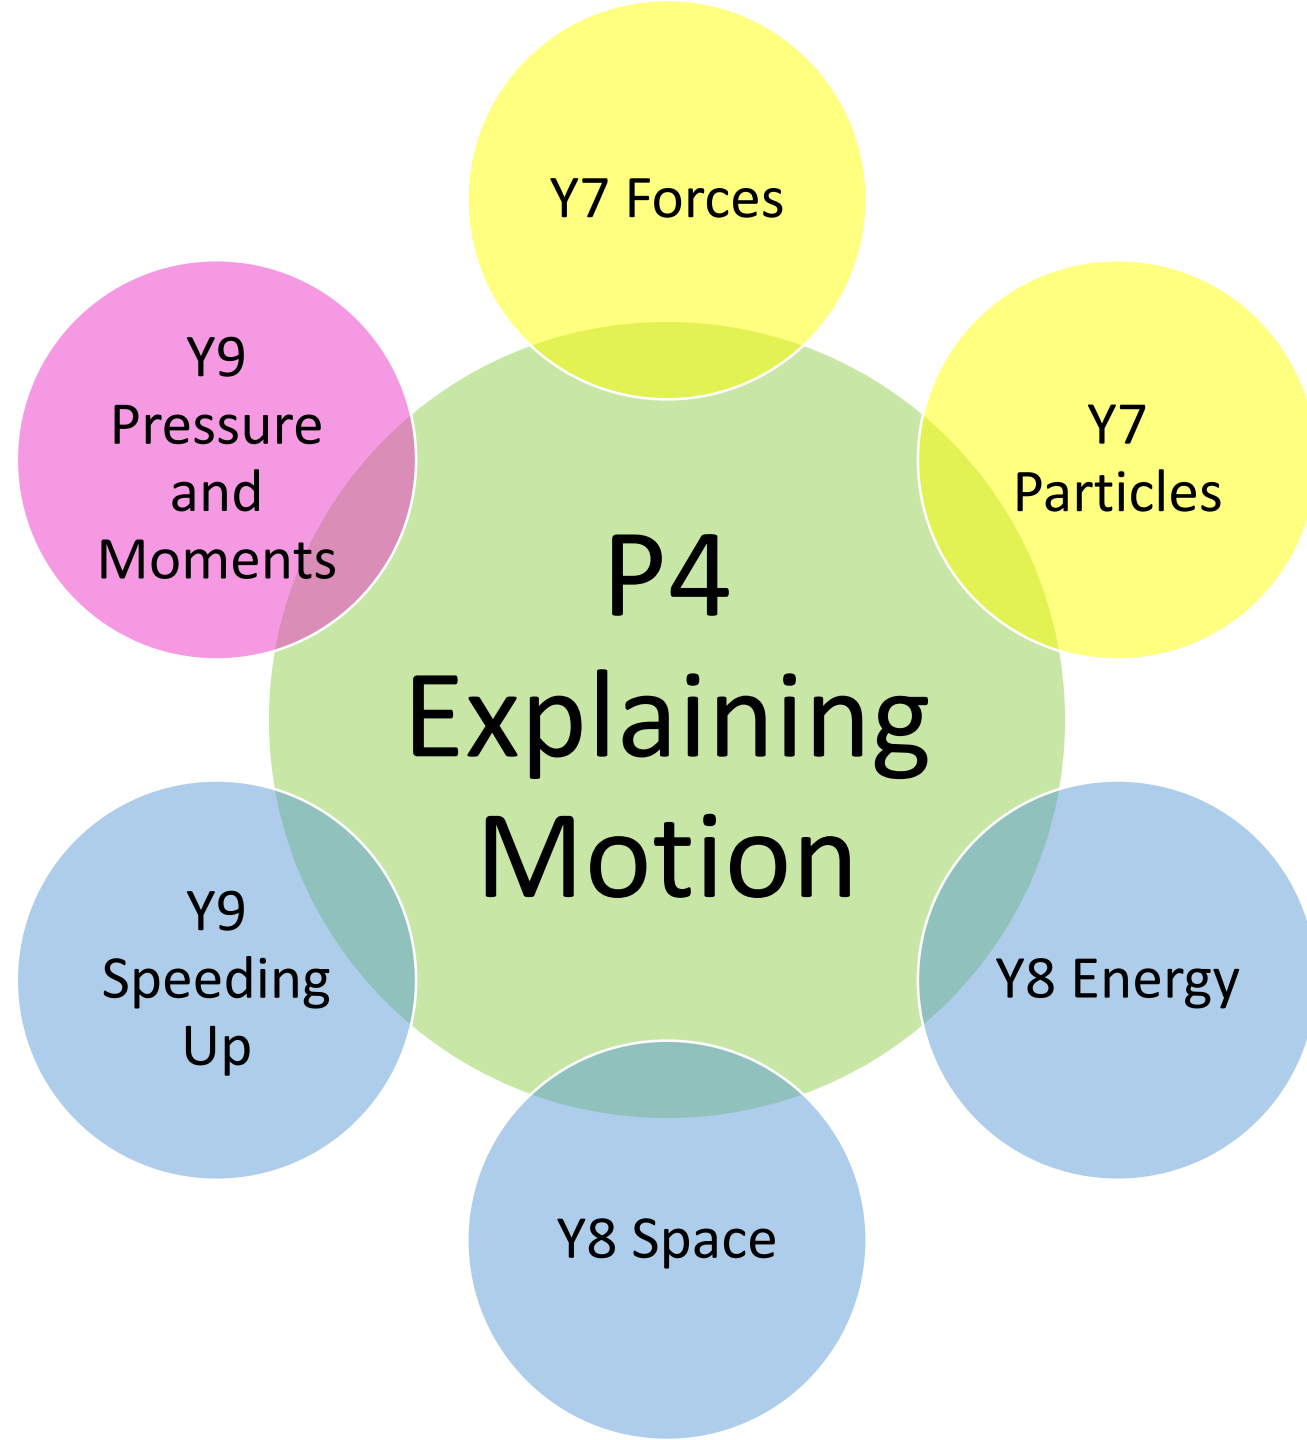 Y7 Forces
Y7
Particles
Y8 Energy
Y8 Space
Y9
Speeding
Up
Y9
Pressure
and
Moments
P4
Explaining
Motion